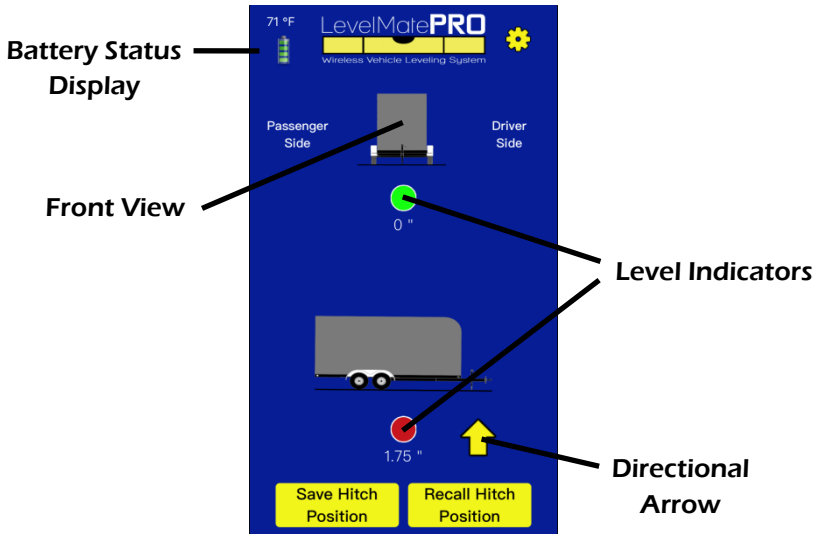 71 °F
LevelMatePRO
Wireless Vehicle Leveling System
Battery Status
Display
Passenger
Side
Driver
Side
Front View
0 "
Level Indicators
1.75 "
Directional
Arrow
Save Hitch
Position
Recall Hitch
Position